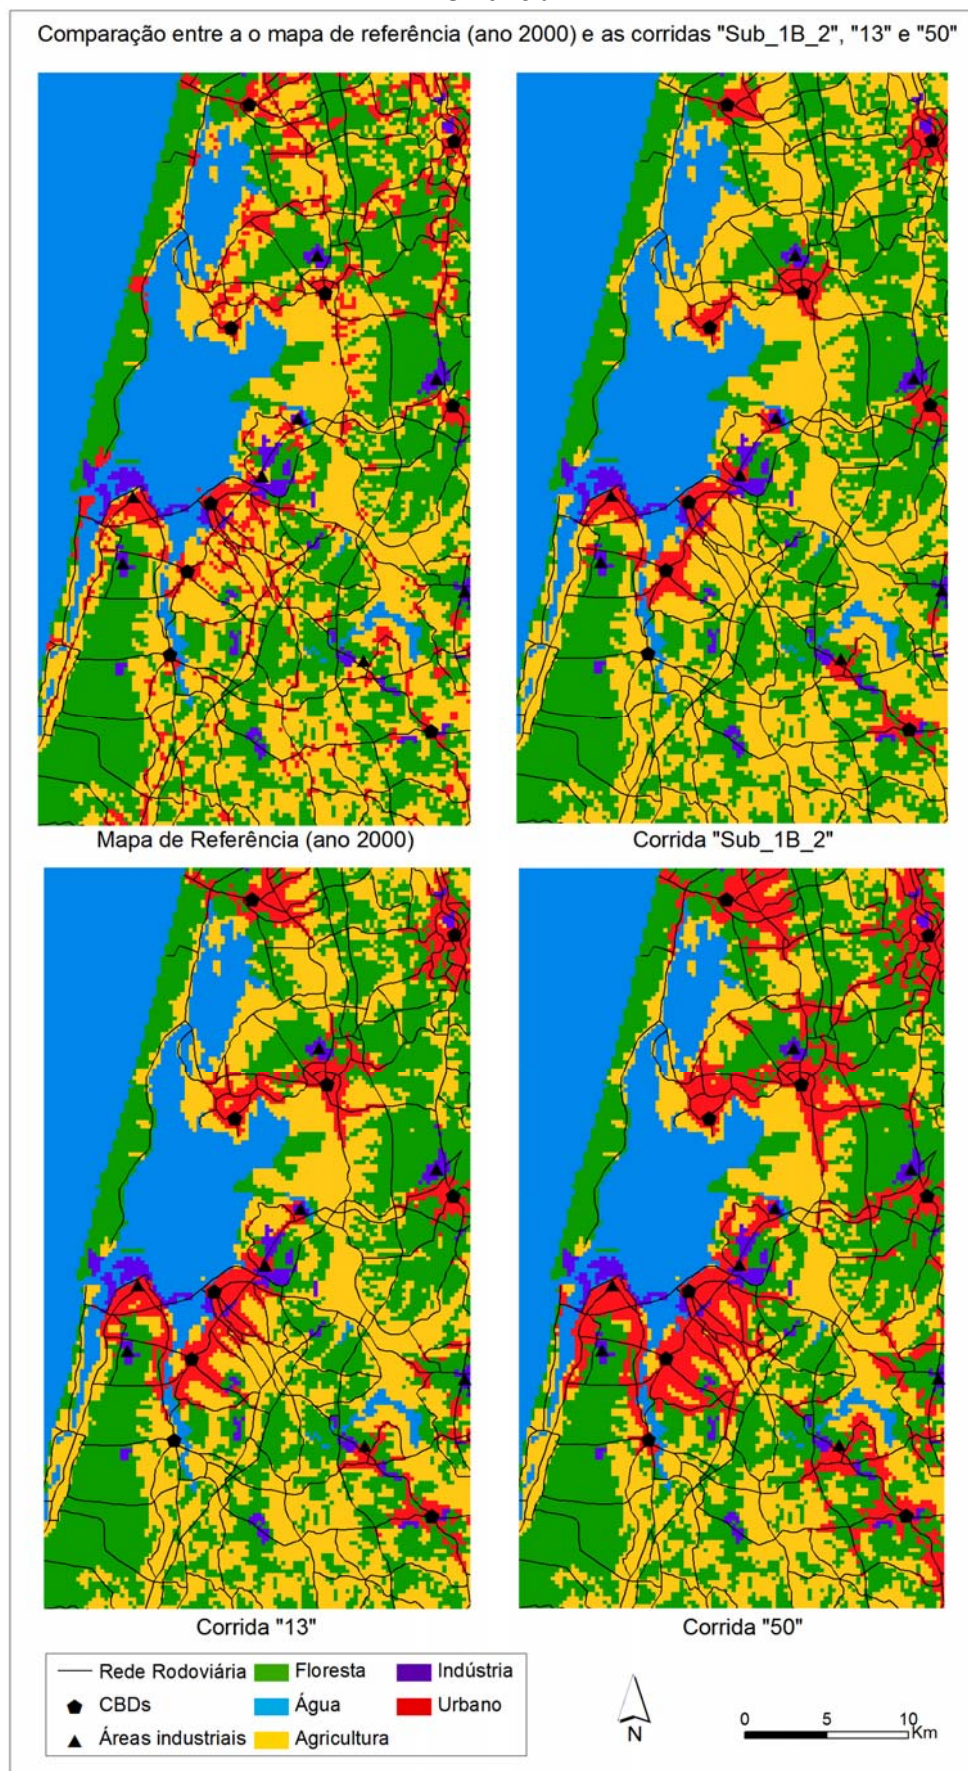 Comparação entre a o mapa de referência (ano 2000) e as corridas "Sub_1B_2", "13" e "50"
Mapa de Referência (ano 2000)
Corrida "Sub_1B_2"
Corrida "13"
Corrida "50"
Rede Rodoviária
Floresta
Indústria
CBDs
Água
Urbano
Áreas industriais
Agricultura
N
0 5 10
Km